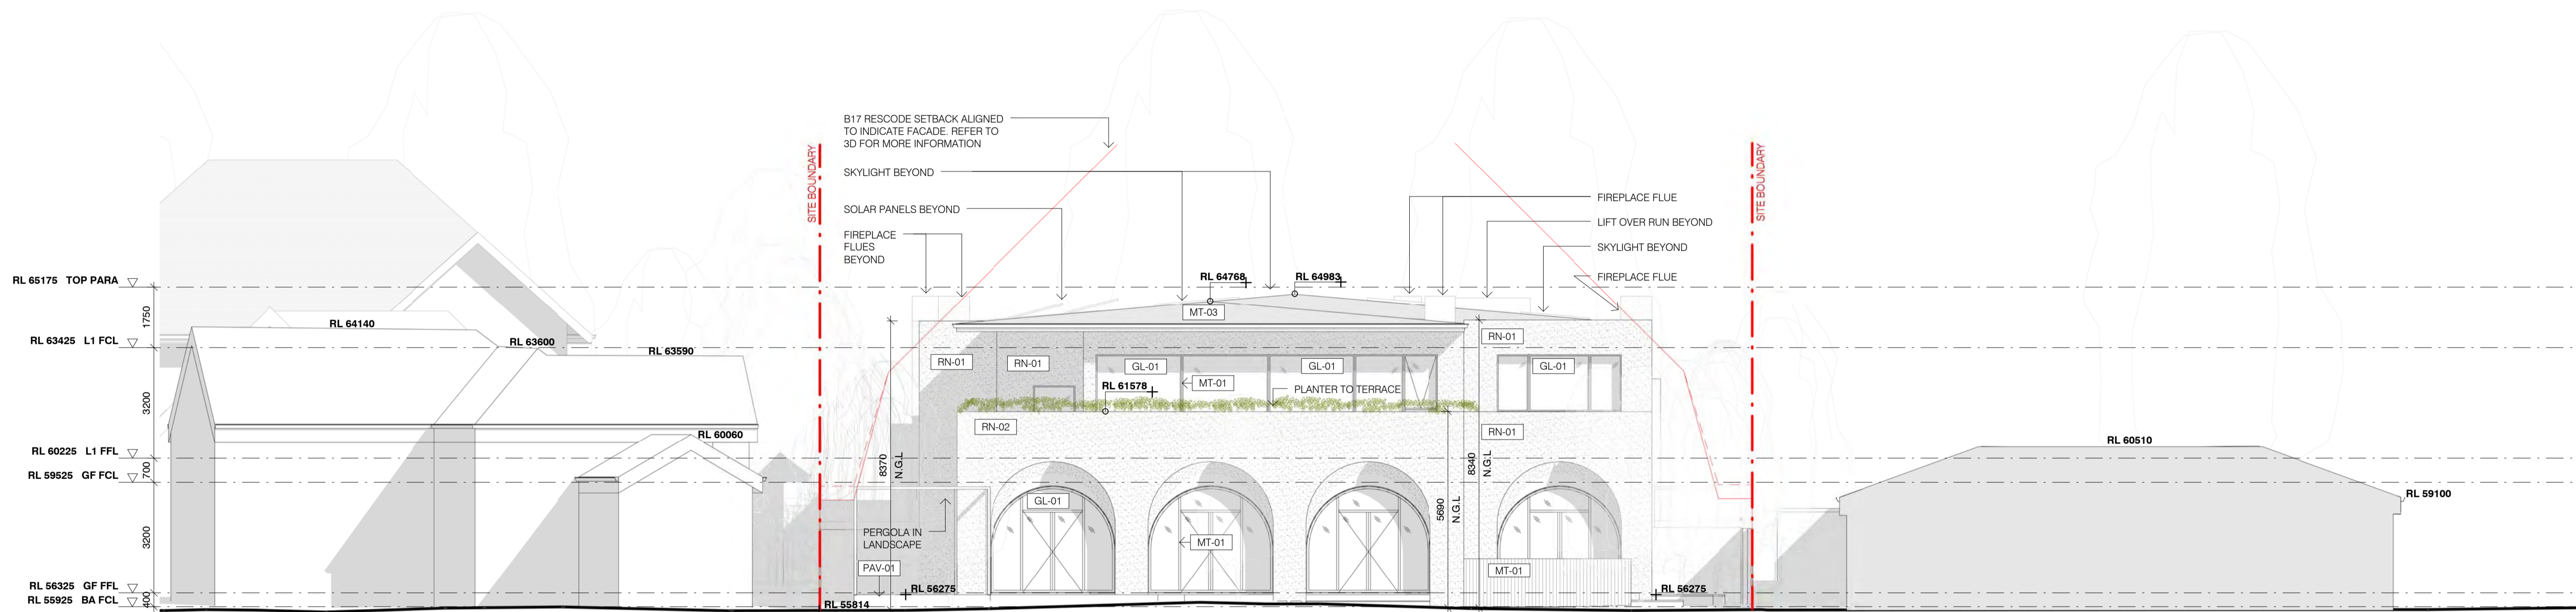 B17 RESCODE SETBACK ALIGNED
TO INDICATE FACADE. REFER TO
3D FOR MORE INFORMATION
SITE BOUNDARY
SITE BOUNDARY
SKYLIGHT BEYOND
SOLAR PANELS BEYOND
FIREPLACE
FLUES
BEYOND
FIREPLACE FLUE
LIFT OVER RUN BEYOND
SKYLIGHT BEYOND
FIREPLACE FLUE
RL 65175 TOP PARA
1750
RL 63425 L1 FCL
3200
RL 60225 L1 FFL
700
RL 59525 GF FCL
3200
RL 56325 GF FFL
400
RL 55925 BA FCL
RL 64140
RL 63600
RL 63590
RL 60060
RL 64768
RL 64983
MT-03
RN-01
RN-01
GL-01
GL-01
RN-01
GL-01
MT-01
RL 61578
PLANTER TO TERRACE
RN-02
RN-01
8370
N.G.L
8340
N.G.L
5690
N.G.L
GL-01
PERGOLA IN
LANDSCAPE
MT-01
PAV-01
MT-01
RL 56275
RL 56275
RL 55814
RL 60510
RL 59100